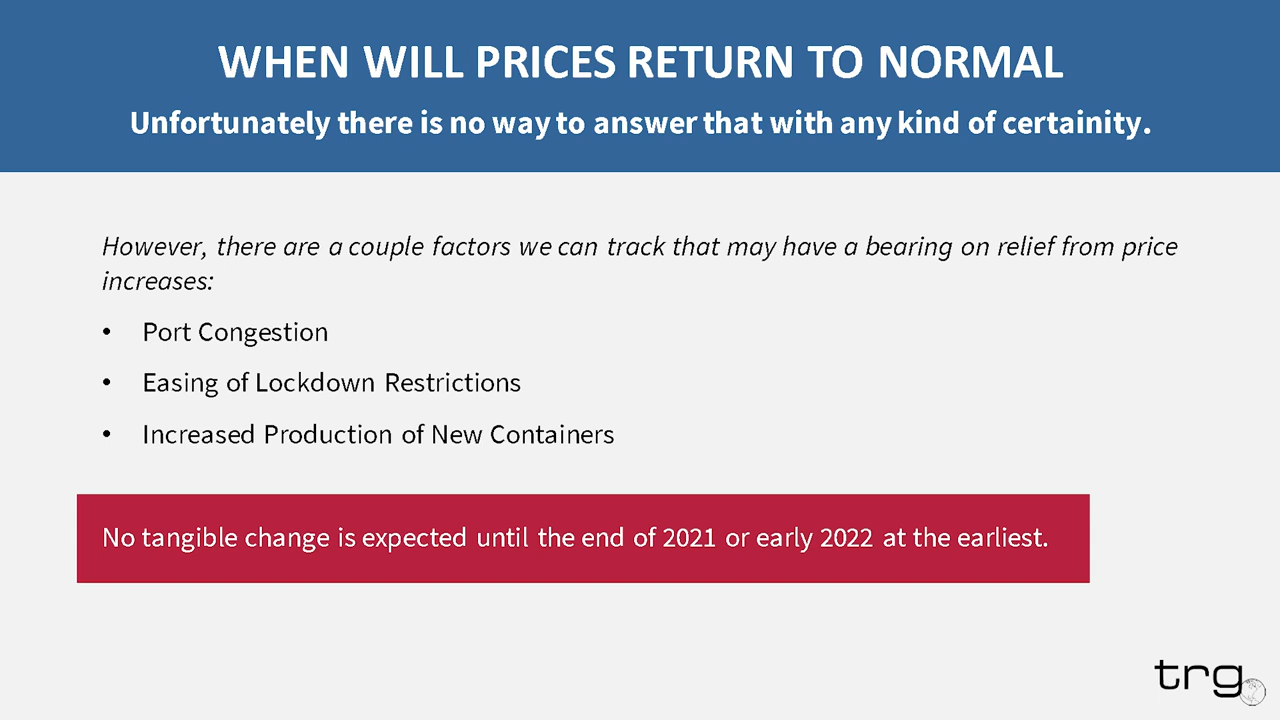 WHEN WILL PRICES RETURN TO NORMAL
Unfortunately there is no way to answer that with any kind of certainity.
However, there are a couple factors we can track that may have a bearing on relief from price
increases:
• Port Congestion
• Easing of Lockdown Restrictions
• Increased Production of New Containers
No tangible change is expected until the end of 2021 or early 2022 at the earliest.
trg